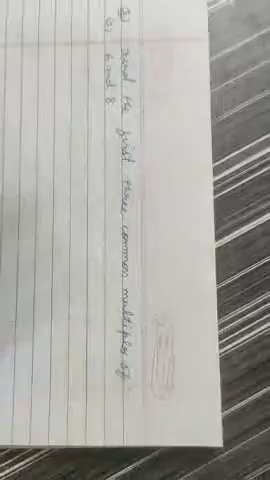 Q) Find the first three common multiples of
a) 6 and 8